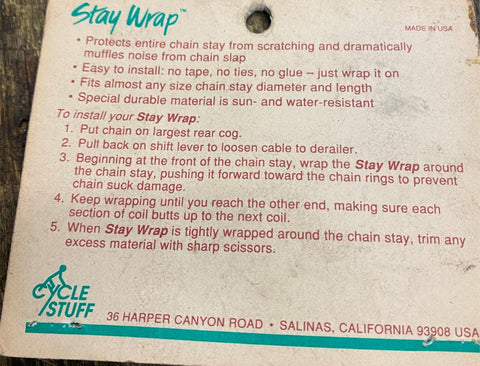 Stay Wrap™
MADE IN USA
• Protects entire chain stay from scratching and dramatically
muffles noise from chain slap
• Easy to install: no tape, no ties, no glue – just wrap it on
• Fits almost any size chain stay diameter and length
• Special durable material is sun- and water-resistant
To install your Stay Wrap:
1. Put chain on largest rear cog.
2. Pull back on shift lever to loosen cable to derailer.
3. Beginning at the front of the chain stay, wrap the Stay Wrap around
the chain stay, pushing it forward toward the chain rings to prevent
chain suck damage.
4. Keep wrapping until you reach the other end, making sure each
section of coil butts up to the next coil.
5. When Stay Wrap is tightly wrapped around the chain stay, trim any
excess material with sharp scissors.
CYCLE
STUFF
36 HARPER CANYON ROAD • SALINAS, CALIFORNIA 93908 USA